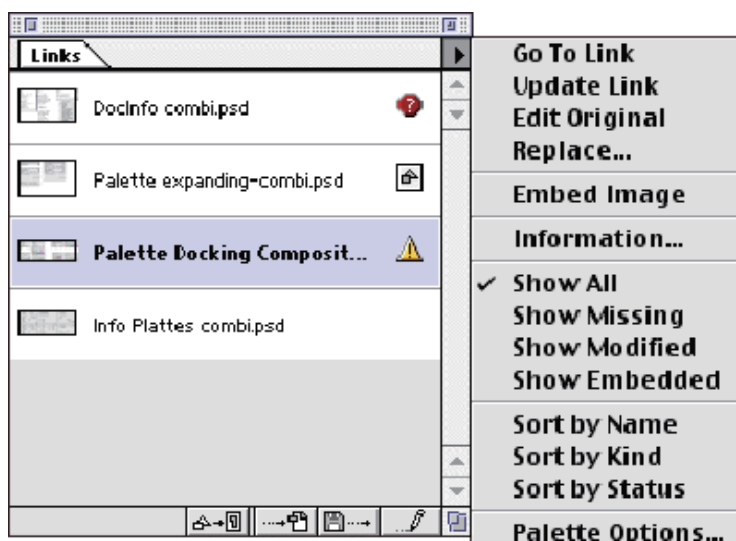 Links
DocInfo combi.psd
Palette expanding-combi.psd
Palette Docking Composit...
Info Plattes combi.psd
Go To Link
Update Link
Edit Original
Replace...
Embed Image
Information...
Show All
Show Missing
Show Modified
Show Embedded
Sort by Name
Sort by Kind
Sort by Status
Palette Options...